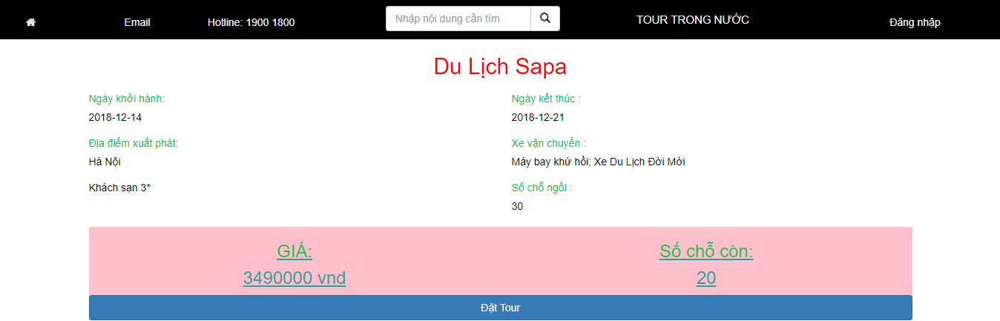 Email
Hotline: 1900 1800
Nhập nội dung cần tìm
TOUR TRONG NƯỚC
Đăng nhập
Du Lịch Sapa
Ngày khởi hành:
Ngày kết thúc :
2018-12-14
2018-12-21
Địa điểm xuất phát:
Xe vận chuyển :
Hà Nội
Máy bay khứ hồi; Xe Du Lịch Đời Mới
Khách sạn 3*
Số chỗ ngồi :
30
GIÁ:
Số chỗ còn:
3490000 vnd
20
Đặt Tour